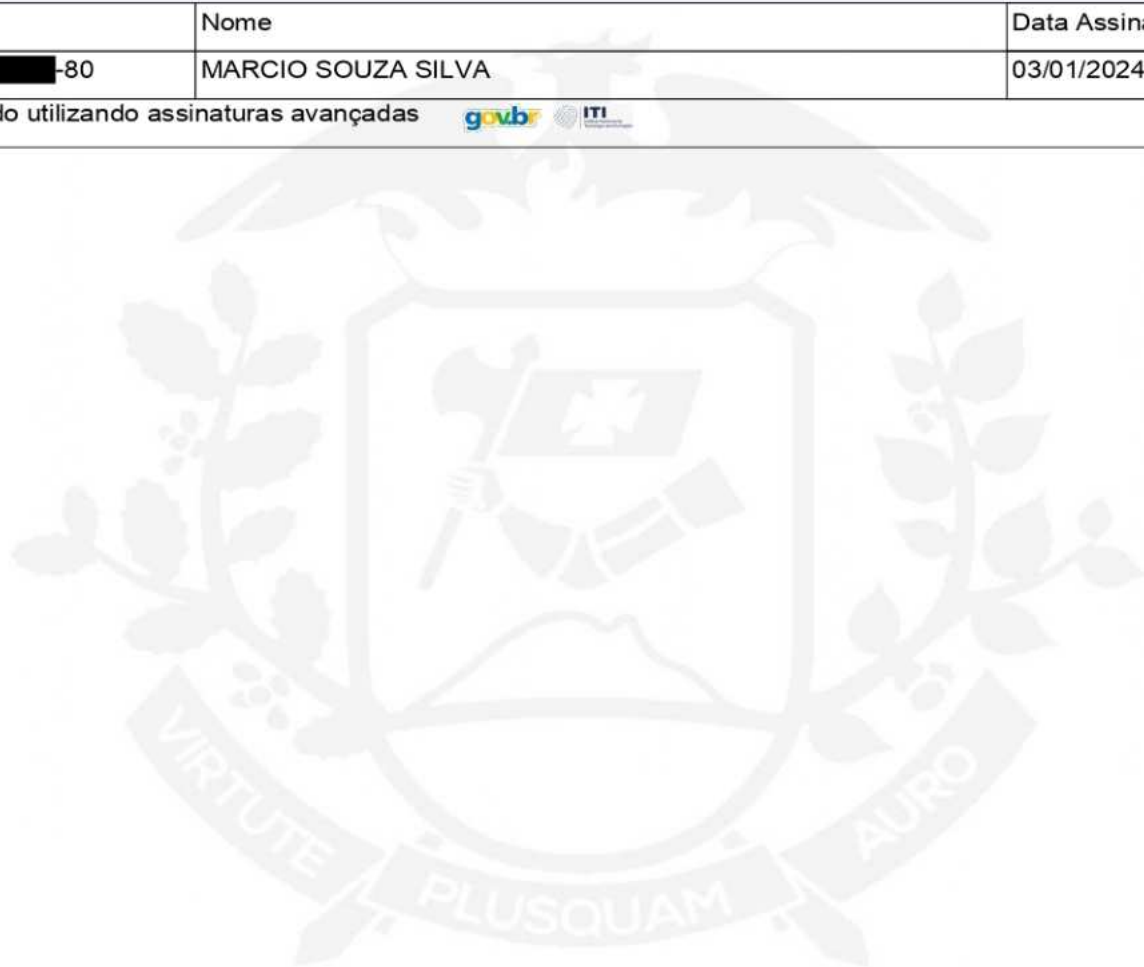 Nome Data Assina
-80 MARCIO SOUZA SILVA 03/01/2024
do utilizando assinaturas avançadas gov.br ITI
VIRTUTE PLUSQUAM AURO